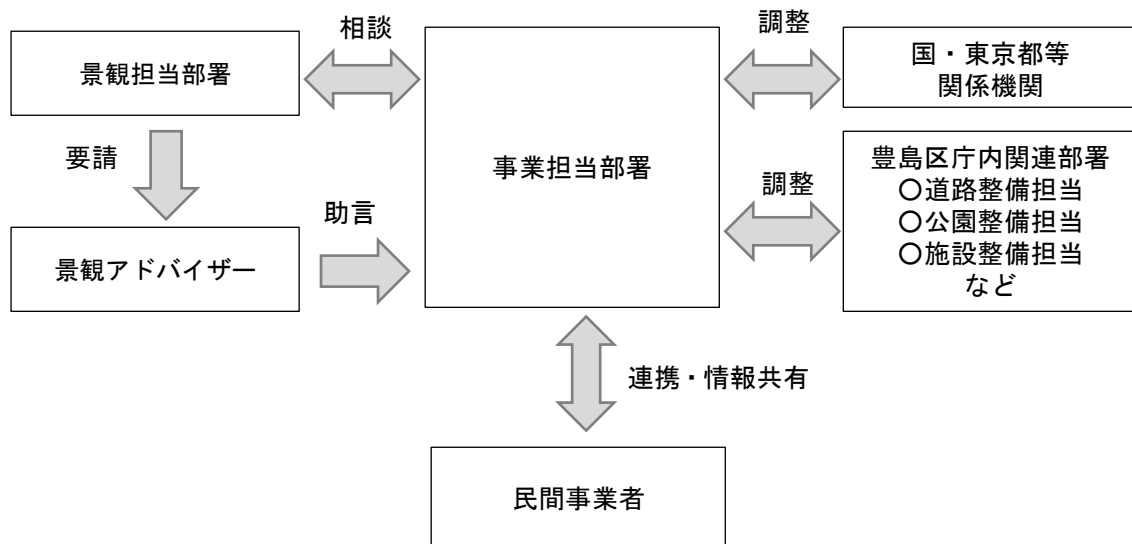 相談
調整
景観担当部署
国・東京都等
関係機関
要請
事業担当部署
豊島区庁内関連部署
〇道路整備担当
〇公園整備担当
〇施設整備担当
など
調整
助言
景観アドバイザー
連携・情報共有
民間事業者